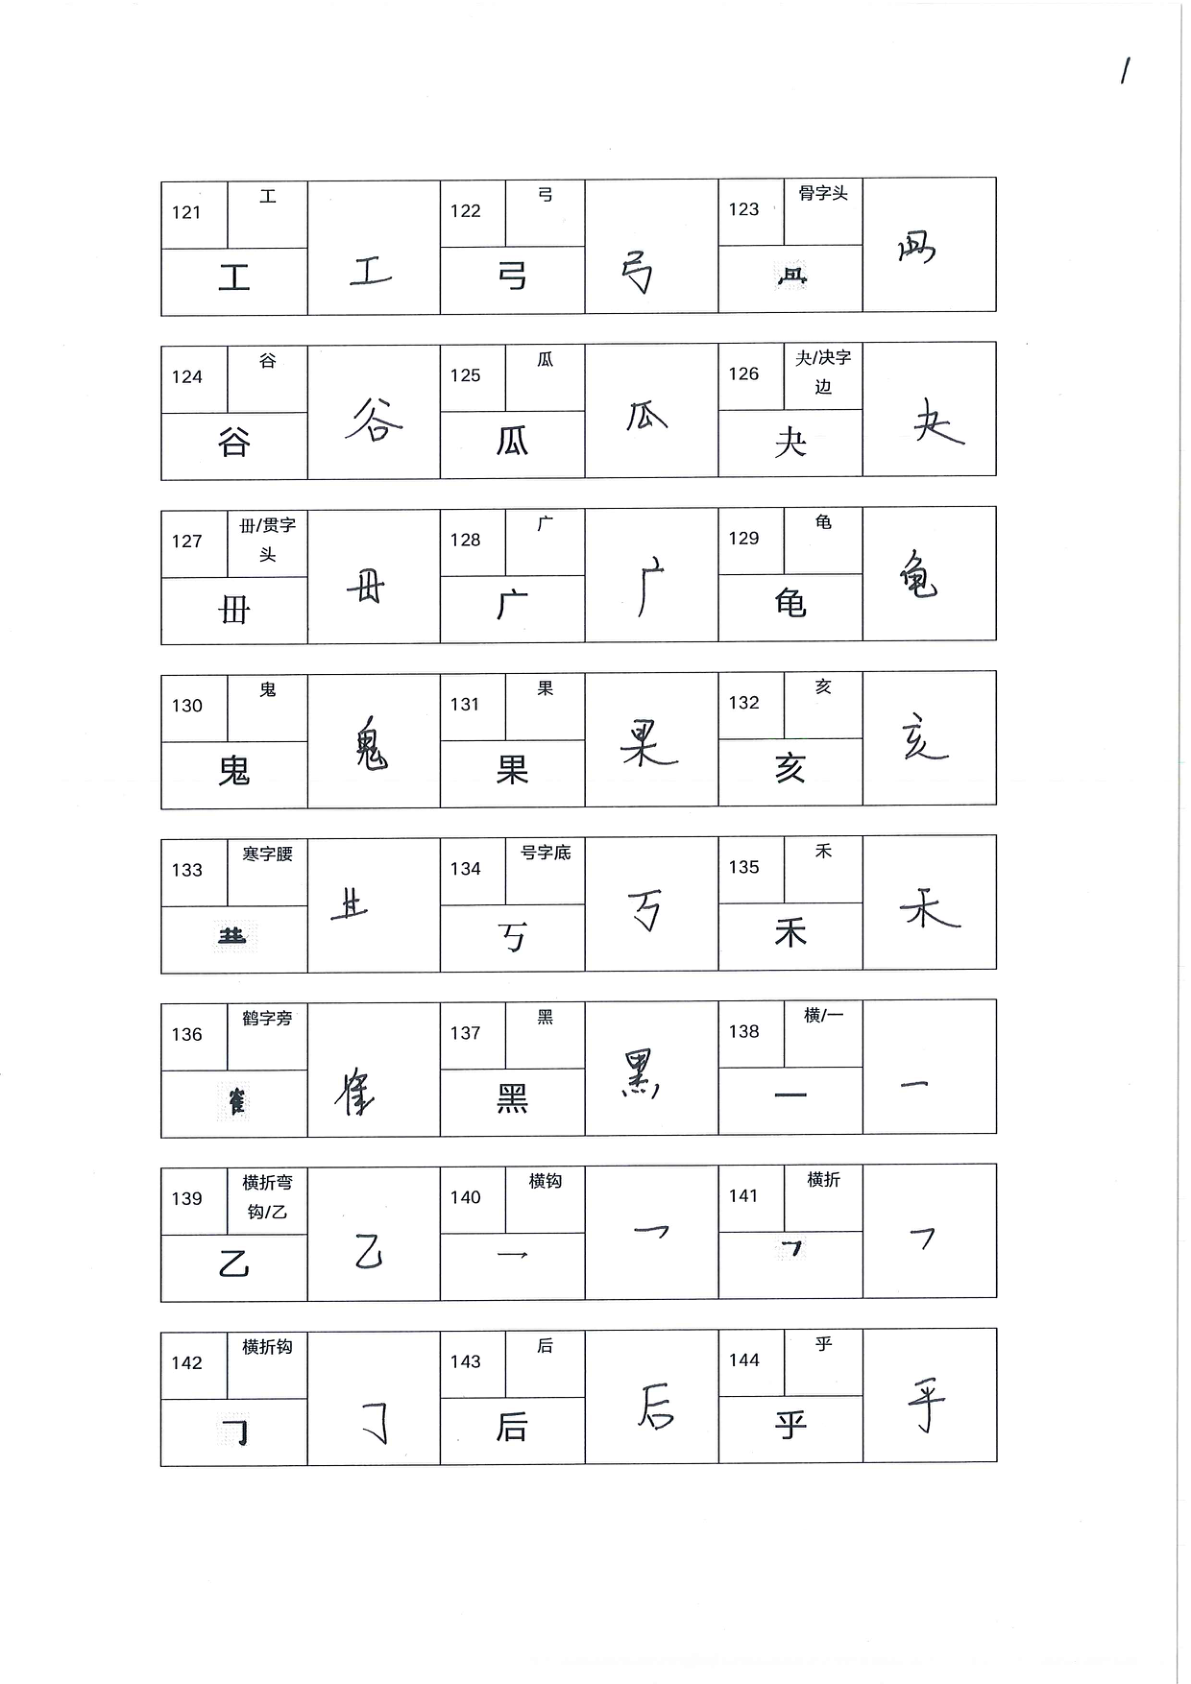 1
121 工 工 工
122 弓 弓 弓
123 骨字头
124 谷 谷 谷
125 瓜 瓜 瓜
126 夬/决字边 夬 夬
127 毌/贯字头 毌 毌
128 广 广 广
129 龟 龟 龟
130 鬼 鬼 鬼
131 果 果 果
132 亥 亥 亥
133 寒字腰
134 号字底 丂 丂
135 禾 禾 禾
136 鹤字旁
137 黑 黑 黑
138 横/一 一 一
139 横折弯钩/乙 乙 乙
140 横钩 乛 乛
141 横折 𠃍 𠃍
142 横折钩 𠃌 𠃌
143 后 后 后
144 乎 乎 乎